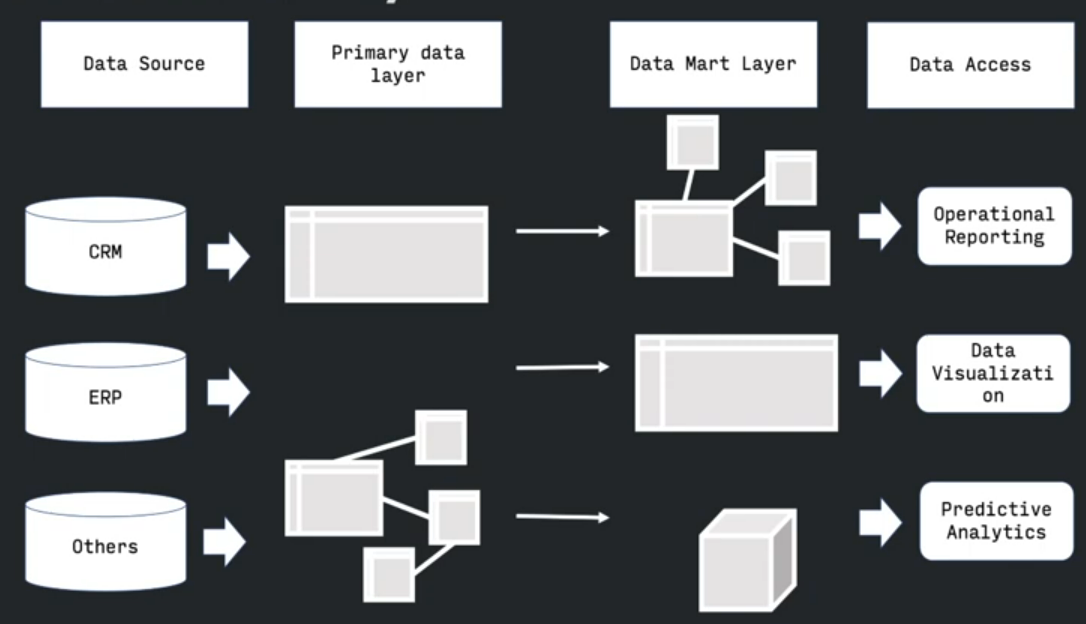 Data Source
Primary data
layer
Data Mart Layer
Data Access
CRM
Operational
Reporting
ERP
Data
Visualizati
on
Others
Predictive
Analytics